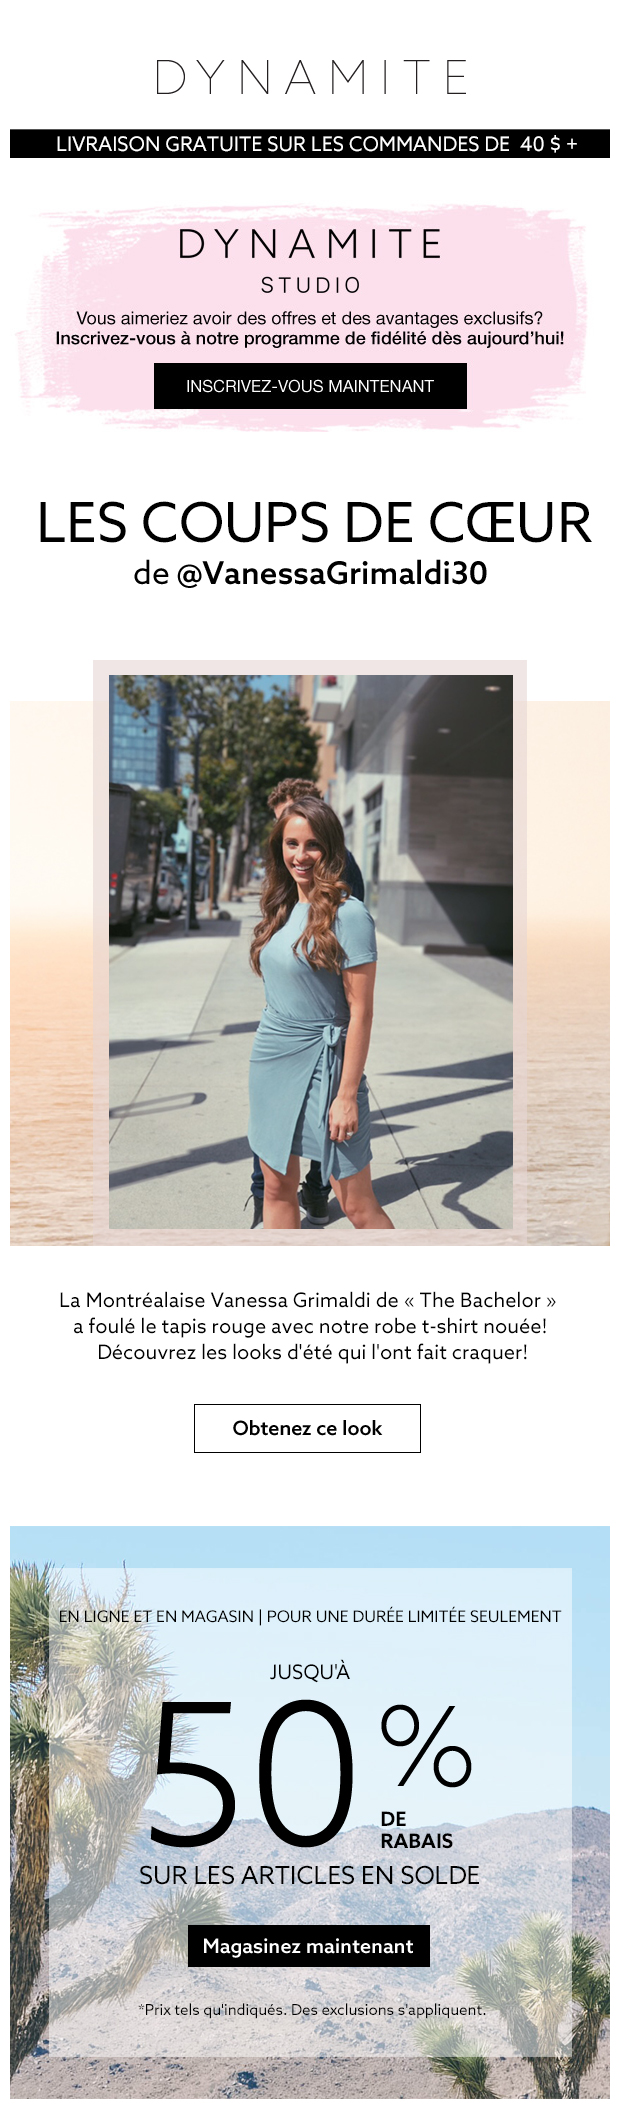 DYNAMITE
LIVRAISON GRATUITE SUR LES COMMANDES DE 40 $ +
DYNAMITE
STUDIO
Vous aimeriez avoir des offres et des avantages exclusifs?
Inscrivez-vous à notre programme de fidélité dès aujourd'hui!
INSCRIVEZ-VOUS MAINTENANT
LES COUPS DE CŒUR
de @VanessaGrimaldi30
La Montréalaise Vanessa Grimaldi de « The Bachelor »
a foulé le tapis rouge avec notre robe t-shirt nouée!
Découvrez les looks d'été qui l'ont fait craquer!
Obtenez ce look
EN LIGNE ET EN MAGASIN | POUR UNE DURÉE LIMITÉE SEULEMENT
JUSQU'À
50 %
DE
RABAIS
SUR LES ARTICLES EN SOLDE
Magasinez maintenant
*Prix tels qu'indiqués. Des exclusions s'appliquent.